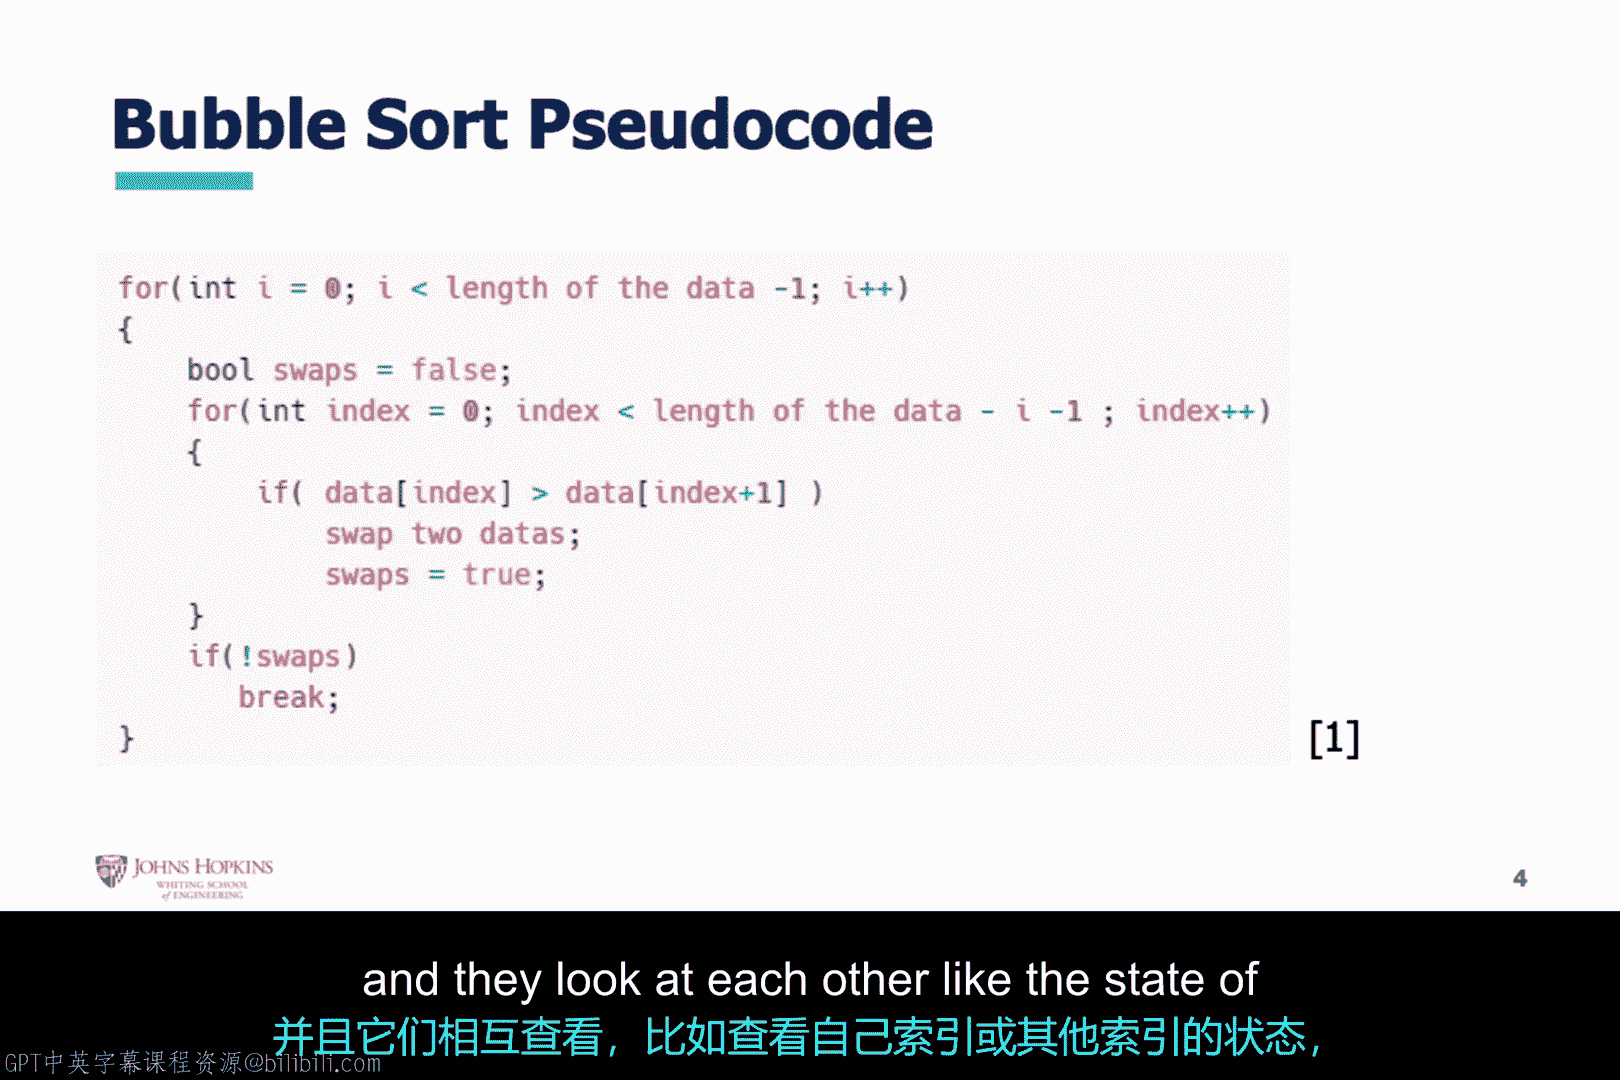 Bubble Sort Pseudocode
for(int i = 0; i < length of the data -1; i++)
{
bool swaps = false;
for(int index = 0; index < length of the data - i -1 ; index++)
{
if( data[index] > data[index+1] )
swap two datas;
swaps = true;
}
if(!swaps)
break;
}
[1]
JOHNS HOPKINS
WHITING SCHOOL
of ENGINEERING
4
and they look at each other like the state of
并且它们相互查看，比如查看自己索引或其他索引的状态，
GPT中英字幕课程资源@bilibili.com